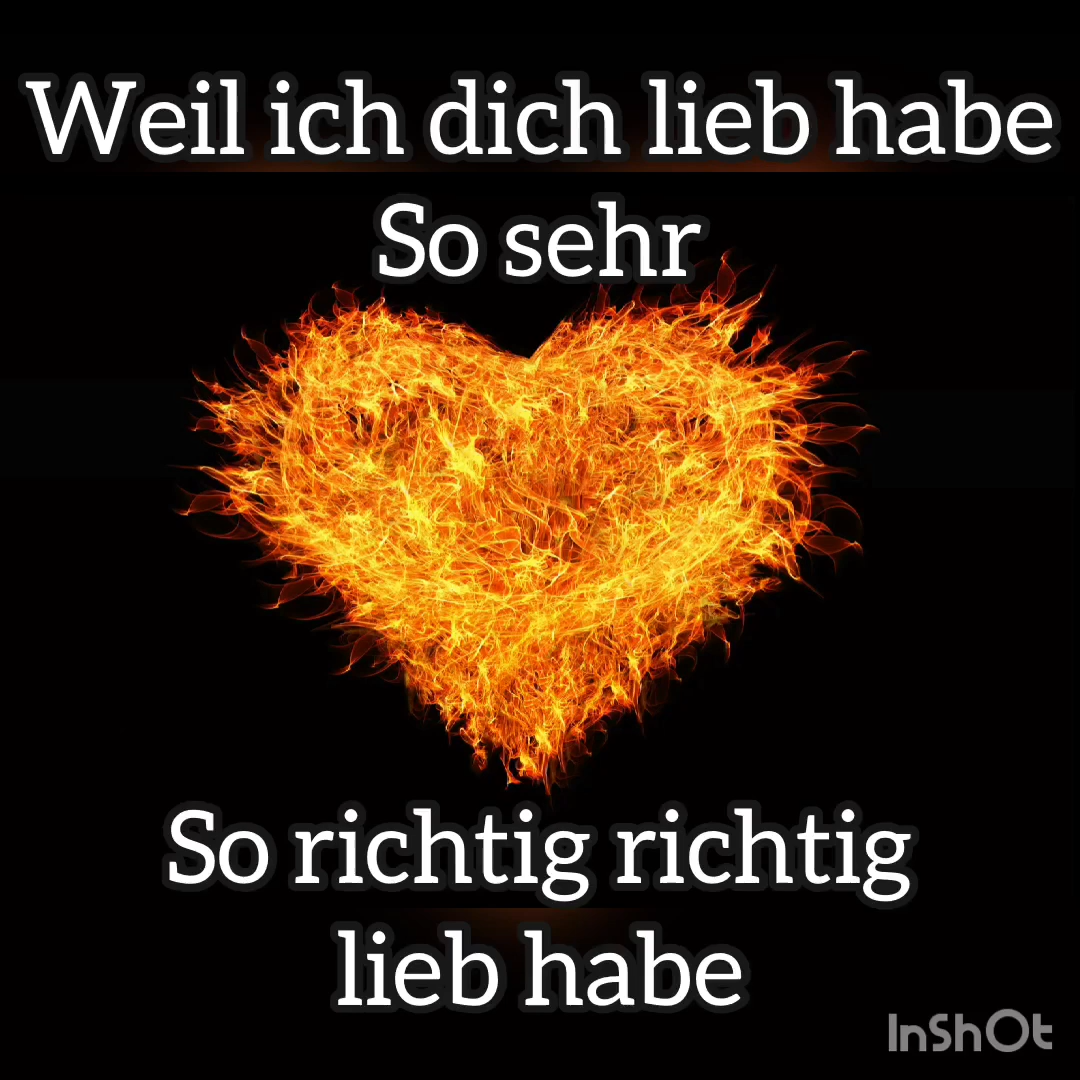 Weil ich dich lieb habe
So sehr
So richtig richtig
lieb habe
InShOt